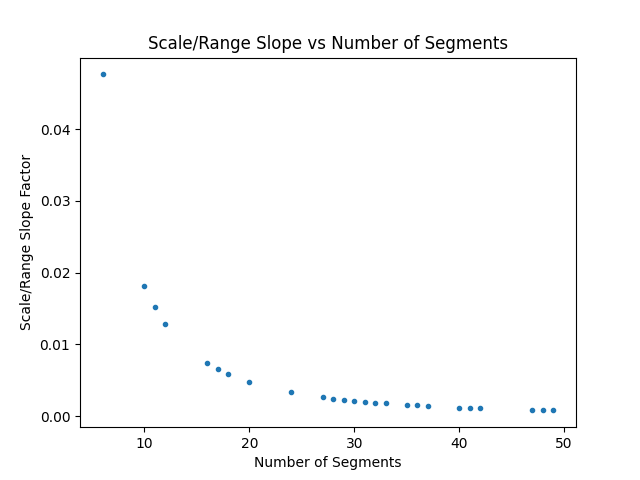 Scale/Range Slope vs Number of Segments
0.04
0.03
0.02
0.01
0.00
Scale/Range Slope Factor
10 20 30 40 50
Number of Segments